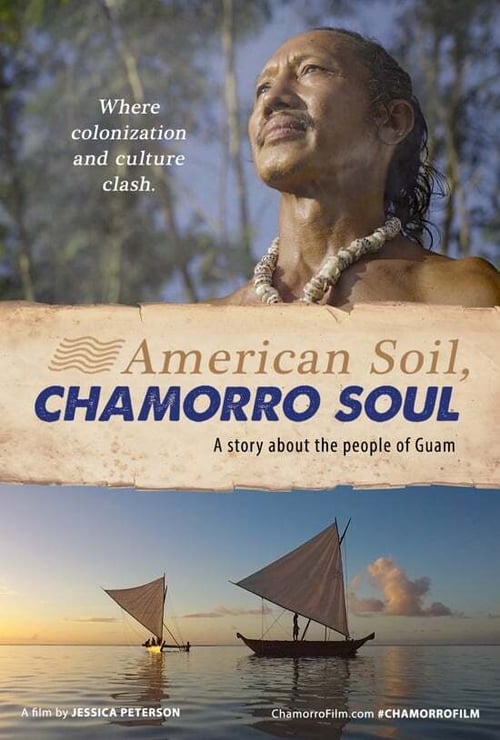 Where
colonization
and culture
clash.
American Soil,
CHAMORRO SOUL
A story about the people of Guam
A film by JESSICA PETERSON
ChamorroFilm.com #CHAMORROFILM